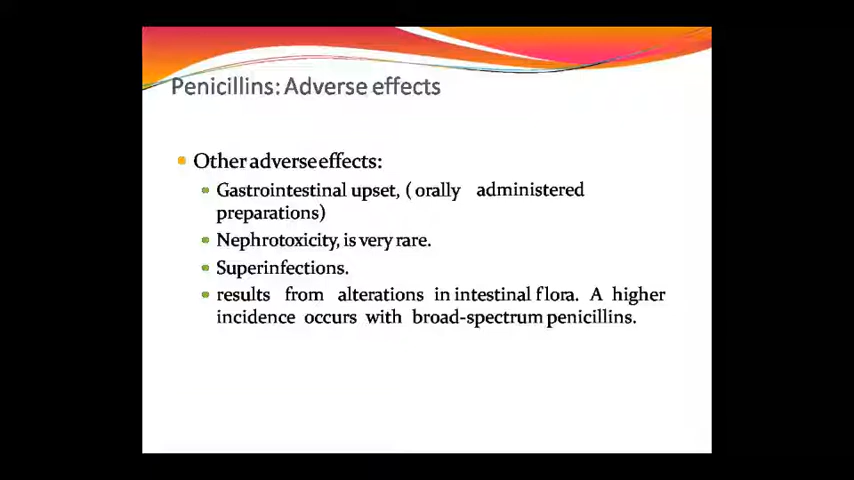 Penicillins: Adverse effects
Other adverse effects:
Gastrointestinal upset, ( orally administered
preparations)
Nephrotoxicity, is very rare.
Superinfections.
results from alterations in intestinal flora. A higher
incidence occurs with broad-spectrum penicillins.